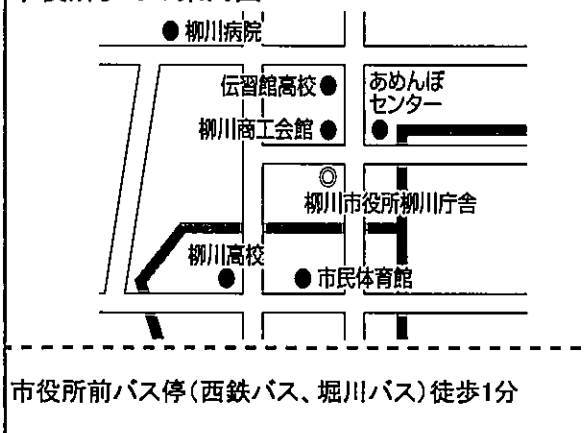 柳川病院
伝習館高校
あめんぼ
センター
柳川商工会館
柳川市役所柳川庁舎
柳川高校
市民体育館
市役所前バス停(西鉄バス、堀川バス)徒歩1分